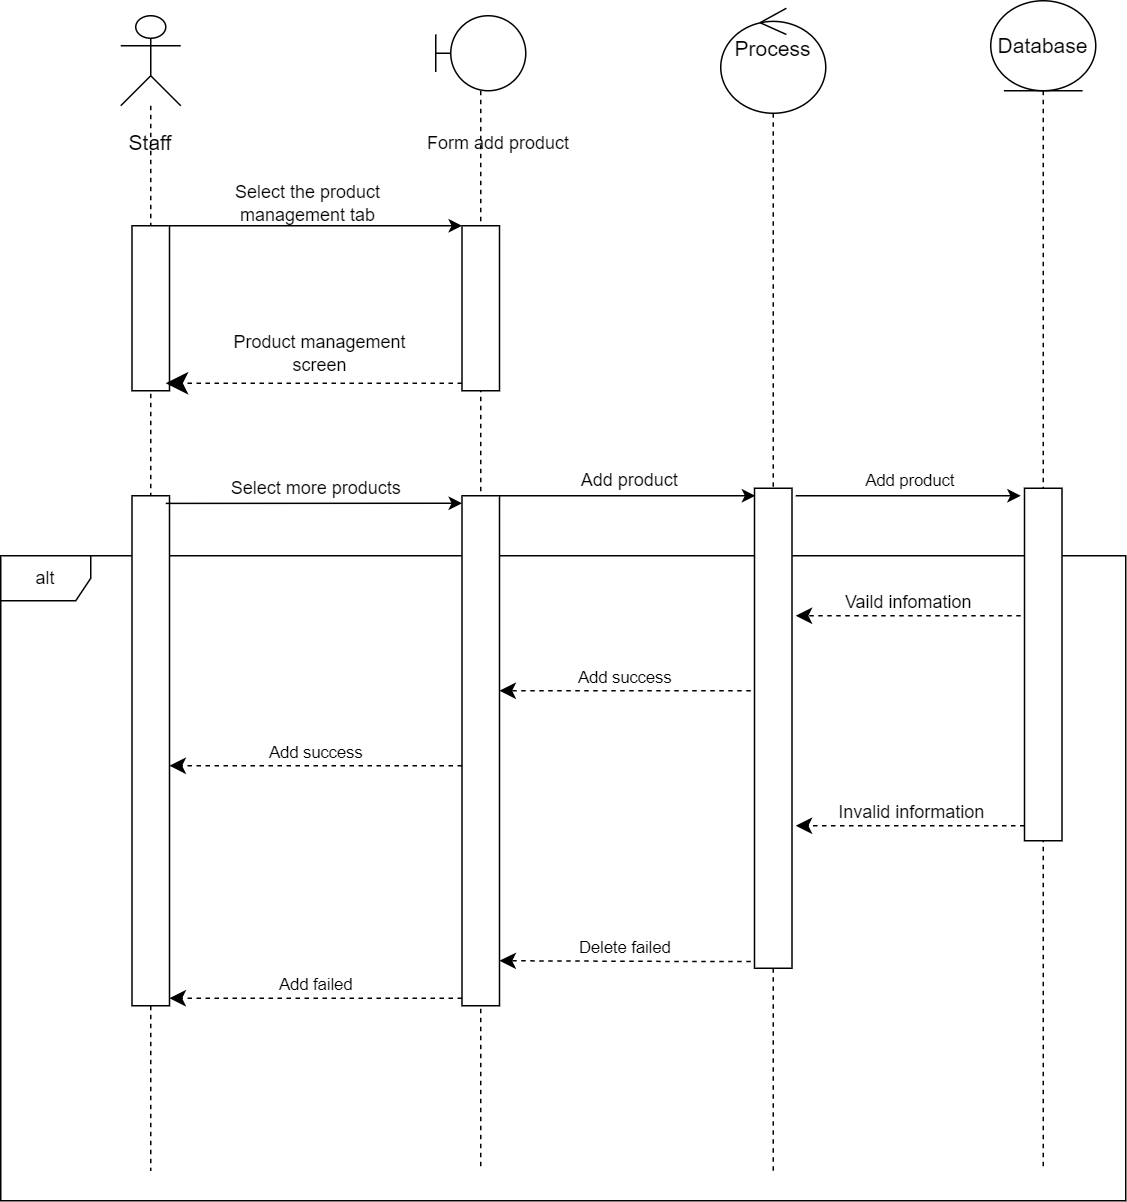 Process
Database
Staff
Form add product
Select the product
management tab
Product management
screen
Select more products
Add product
Add product
alt
Vaild infomation
Add success
Add success
Invalid information
Delete failed
Add failed